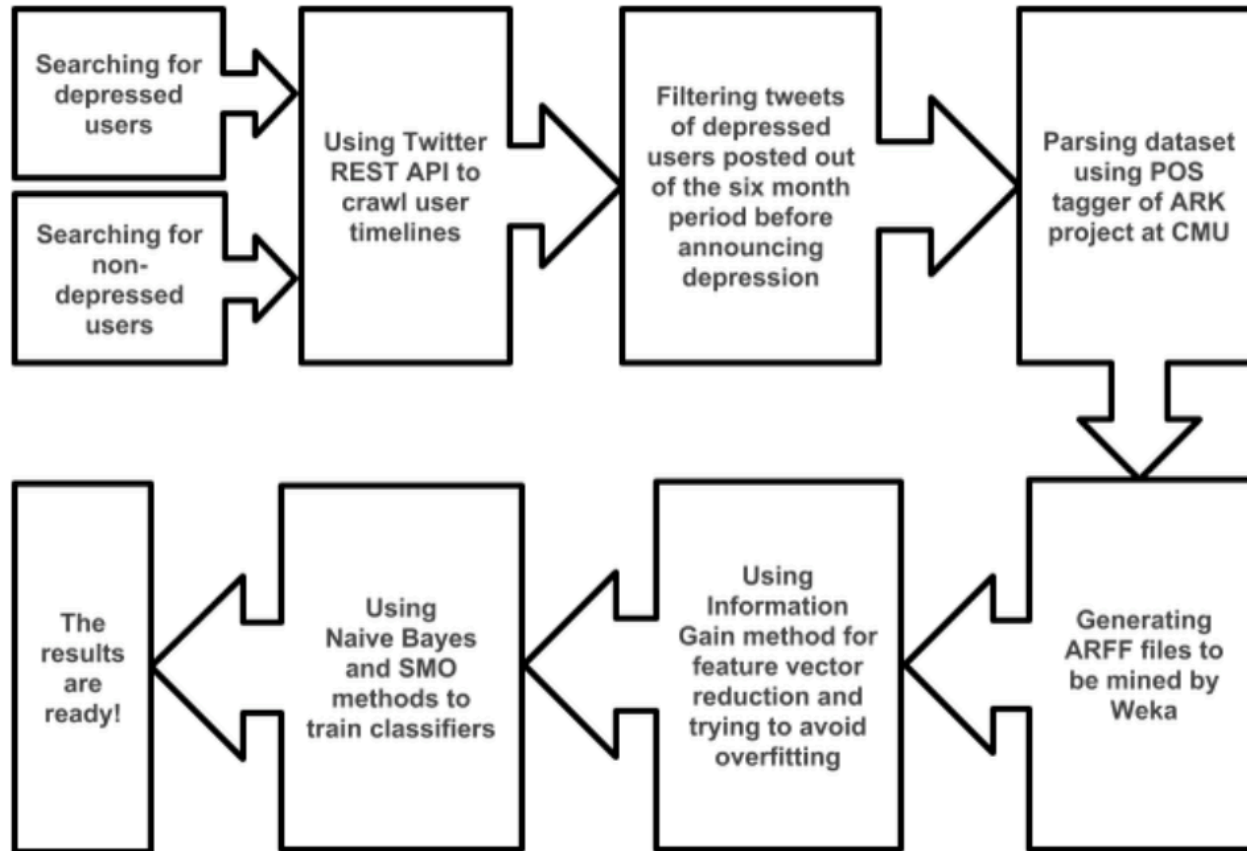 Searching for
depressed
users
Searching for
non-
depressed
users
Using Twitter
REST API to
crawl user
timelines
Filtering tweets
of depressed
users posted out
of the six month
period before
announcing
depression
Parsing dataset
using POS
tagger of ARK
project at CMU
Generating
ARFF files to
be mined by
Weka
Using
Information
Gain method for
feature vector
reduction and
trying to avoid
overfitting
Using
Naive Bayes
and SMO
methods to
train classifiers
The
results
are
ready!